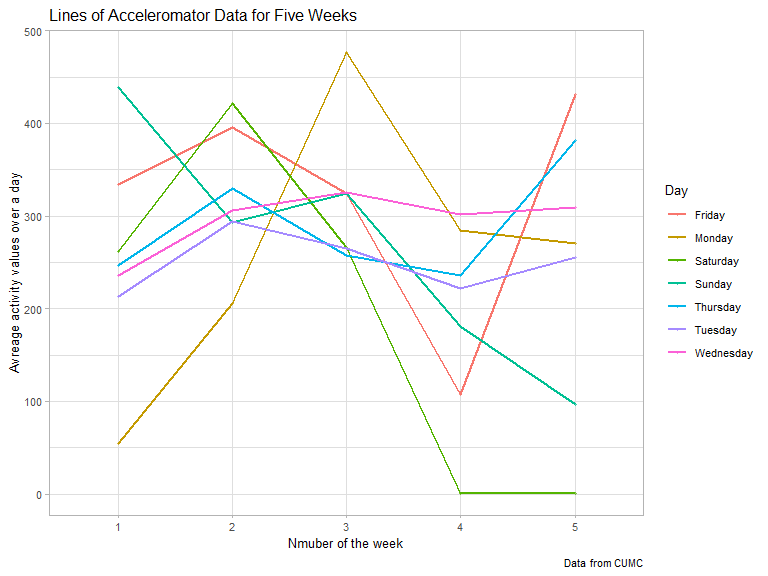 Lines of Acceleromator Data for Five Weeks
Avreage activity values over a day
500
400
300
200
100
0
1 2 3 4 5
Nmuber of the week
Day
Friday
Monday
Saturday
Sunday
Thursday
Tuesday
Wednesday
Data from CUMC